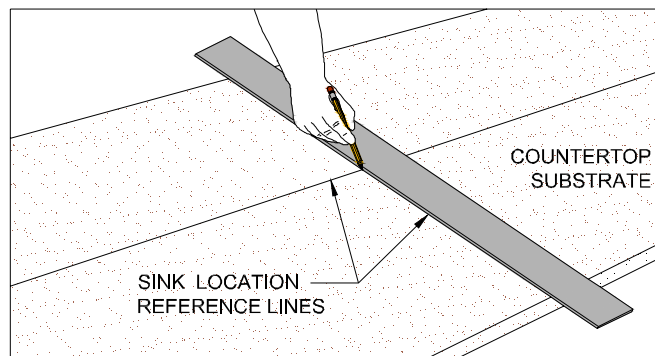 COUNTERTOP
SUBSTRATE
SINK LOCATION
REFERENCE LINES